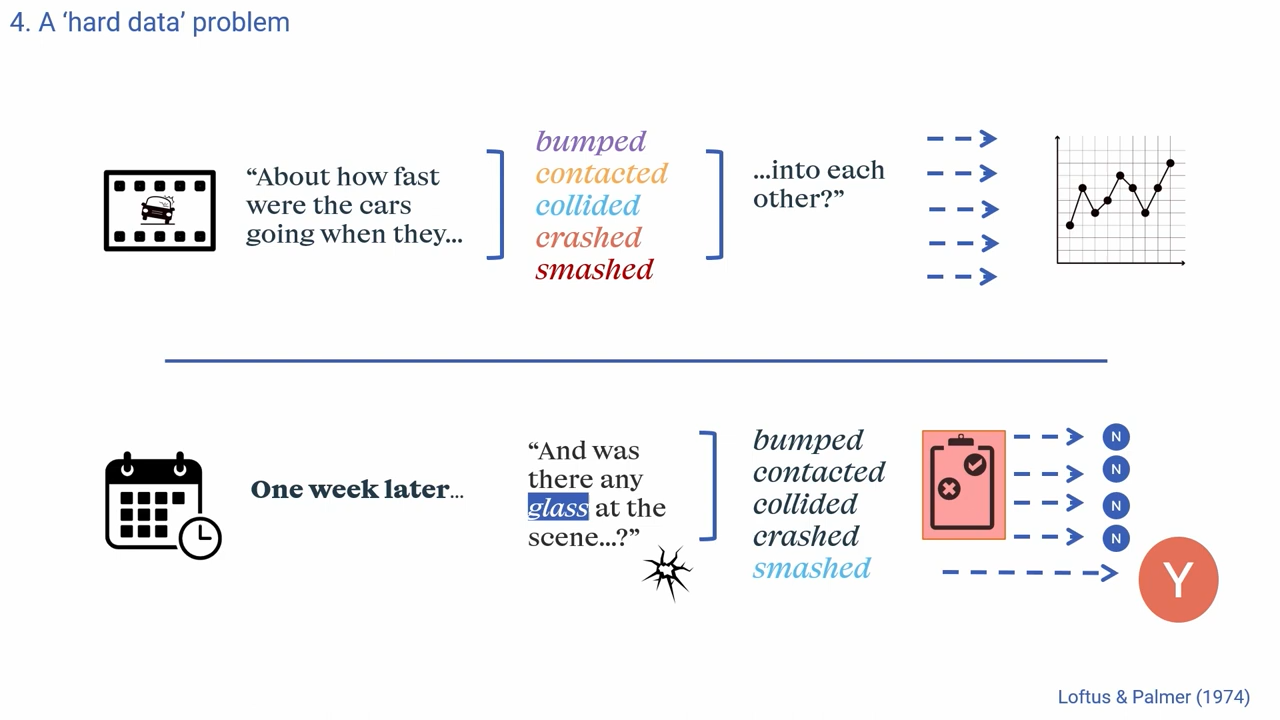 4. A ‘hard data’ problem
“About how fast
were the cars
going when they...
bumped
contacted
collided
crashed
smashed
...into each
other?”
One week later...
“And was
there any
glass at the
scene...?”
bumped
contacted
collided
crashed
smashed
N
N
N
N
Y
Loftus & Palmer (1974)